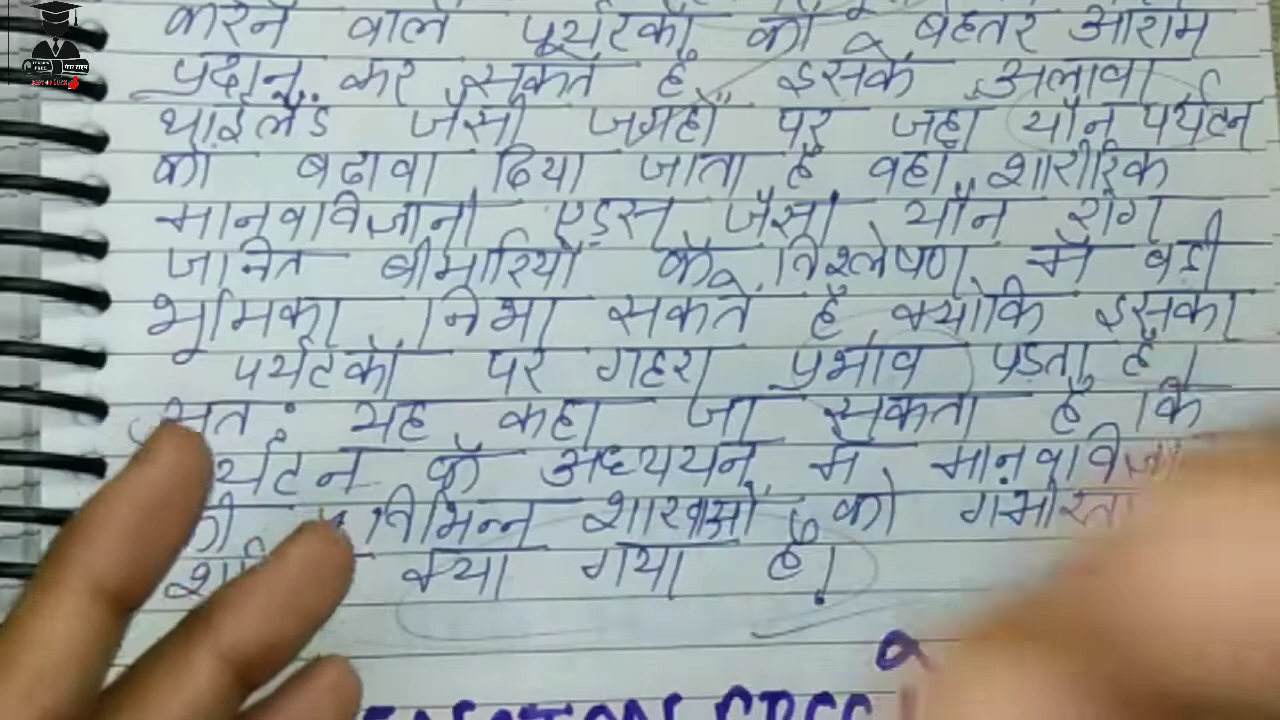 करने वाले पर्यटकों को बेहतर आराम
प्रदान कर सकते हैं इसके अलावा
थाईलैंड जैसी जगहों पर जहां यौन पर्यटन
को बढावा दिया जाता है वहां शारीरिक
मानवविज्ञानी एड्स जैसी यौन रोग
जनित बीमारियों के विश्लेषण में बड़ी
भूमिका निभा सकते हैं क्योंकि इसका
पर्यटकों पर गहरा प्रभाव पड़ता है।
अतः यह कहा जा सकता है कि
र्यटन के अध्ययन में मानवविज्ञा
की विभिन्न शाखाओं को गंभीरता
क्या गया है।